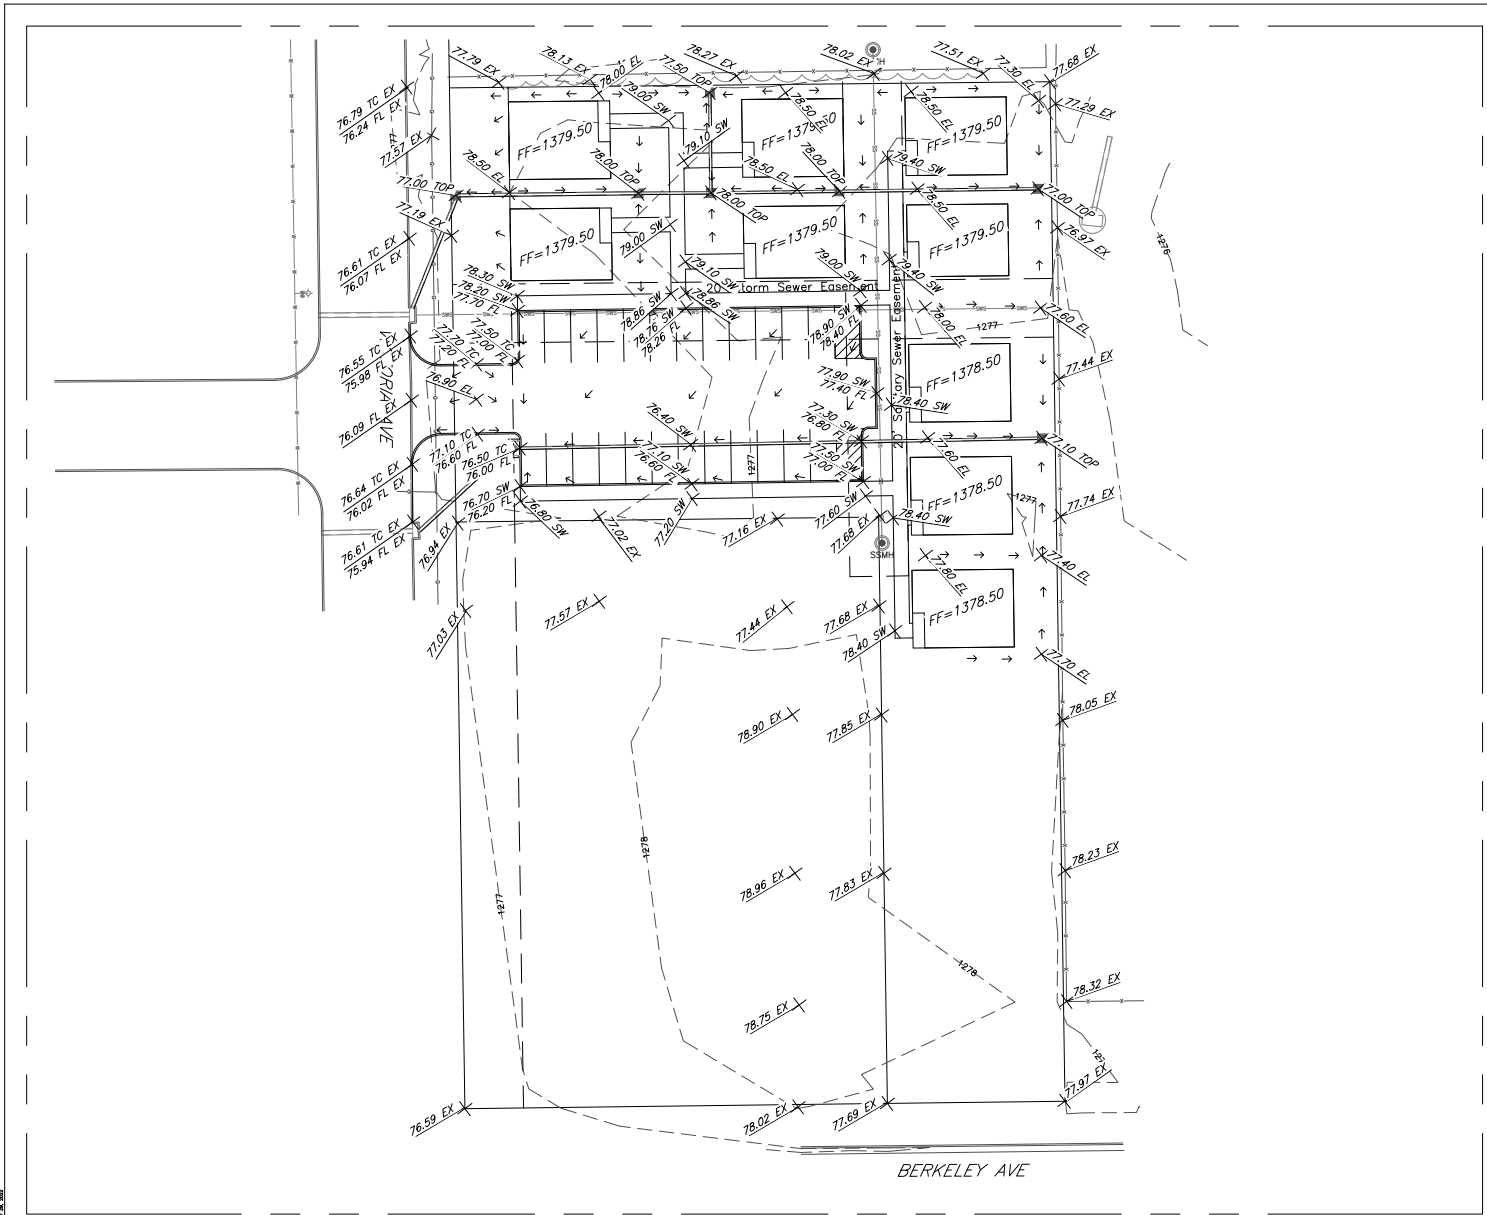 77.79 EX
78.13 EX
78.00 EL
78.27 EX
77.50 TOP
78.02 EX
77.51 EX
77.30 EL
77.68 EX
76.79 TC EX
76.24 FL EX
77.57 EX
79.00 SW
78.50 EL
78.50 EL
77.29 EX
FF=1379.50
FF=1379.50
FF=1379.50
79.10 SW
78.50 EL
78.00 TOP
78.50 EL
78.00 TOP
79.40 SW
77.00 TOP
78.00 TOP
78.50 EL
77.00 TOP
77.19 EX
76.61 TC EX
76.07 FL EX
FF=1379.50
79.00 SW
FF=1379.50
FF=1379.50
76.97 EX
1276
78.30 SW
78.20 SW
77.70 FL
79.10 SW
79.00 SW
79.40 SW
20' Storm Sewer Easement
78.86 SW
78.76 SW
78.26 FL
78.86 SW
78.90 SW
78.40 FL
78.00 EL
1277
77.60 EL
76.55 TC EX
75.98 FL EX
77.50 TC
77.00 FL
77.70 TC
77.20 FL
76.90 EL
FF=1378.50
77.44 EX
77.90 SW
77.40 FL
78.40 SW
20' Sanitary Sewer Easement
76.09 FL EX
76.40 SW
77.30 SW
76.80 FL
77.10 TC
76.60 FL
76.50 TC
76.00 FL
77.10 SW
76.60 FL
77.50 SW
77.00 FL
77.60 EL
77.10 TOP
1277
76.64 TC EX
76.02 FL EX
76.70 SW
76.20 FL
76.80 SW
FF=1378.50
1277
77.74 EX
76.61 TC EX
75.94 FL EX
76.94 EX
77.02 EX
77.20 SW
77.16 EX
77.60 SW
77.68 EX
78.40 SW
SSMH
77.80 EL
77.40 EL
77.03 EX
77.57 EX
77.44 EX
77.68 EX
78.40 SW
FF=1378.50
77.70 EL
78.90 EX
77.85 EX
78.05 EX
1278
78.96 EX
77.83 EX
78.23 EX
1277
1278
78.75 EX
78.32 EX
77.97 EX
76.59 EX
78.02 EX
77.69 EX
BERKELEY AVE